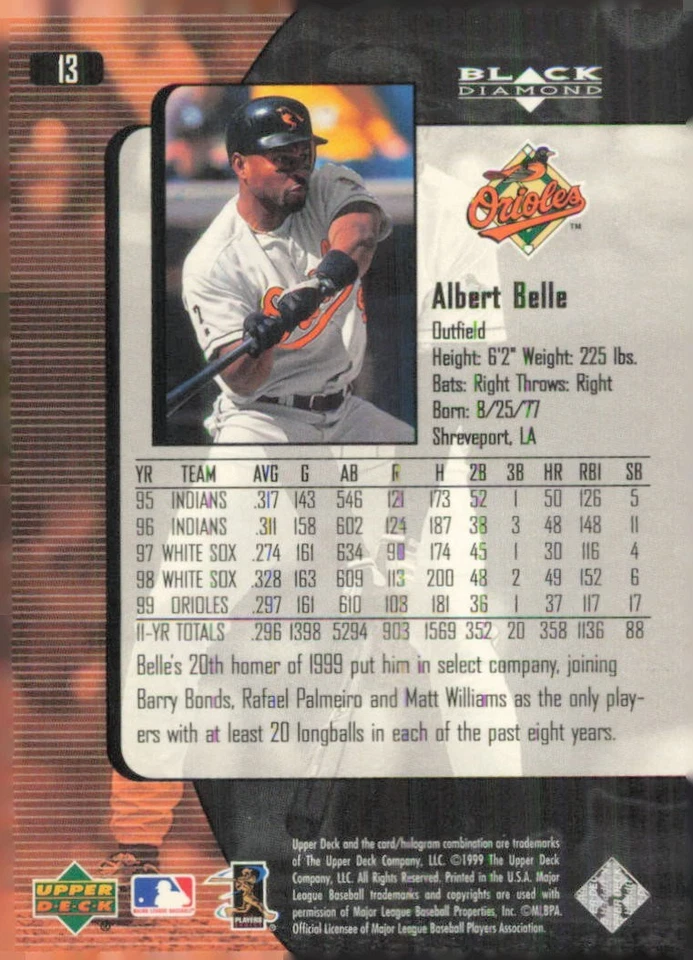 13
BLACK
DIAMOND
Orioles
TM
Albert Belle
Outfield
Height: 6'2" Weight: 225 lbs.
Bats: Right Throws: Right
Born: 8/25/77
Shreveport, LA
YR TEAM AVG G AB R H 2B 3B HR RBI SB
95 INDIANS .317 143 546 121 173 52 1 50 126 5
96 INDIANS .311 158 602 124 187 38 3 48 148 11
97 WHITE SOX .274 161 634 90 174 45 1 30 116 4
98 WHITE SOX .328 163 609 113 200 48 2 49 152 6
99 ORIOLES .297 161 610 108 181 36 1 37 117 17
11-YR TOTALS .296 1398 5294 903 1569 352 20 358 1136 88
Belle's 20th homer of 1999 put him in select company, joining
Barry Bonds, Rafael Palmeiro and Matt Williams as the only play-
ers with at least 20 longballs in each of the past eight years.
Upper Deck and the card/hologram combination are trademarks
of The Upper Deck Company, LLC. ©1999 The Upper Deck
Company, LLC. All Rights Reserved. Printed in the U.S.A. Major
League Baseball trademarks and copyrights are used with
permission of Major League Baseball Properties, Inc. ©MLBPA.
Official Licensee of Major League Baseball Players Association.
UPPER
DECK
MAJOR LEAGUE BASEBALL
PLAYERS